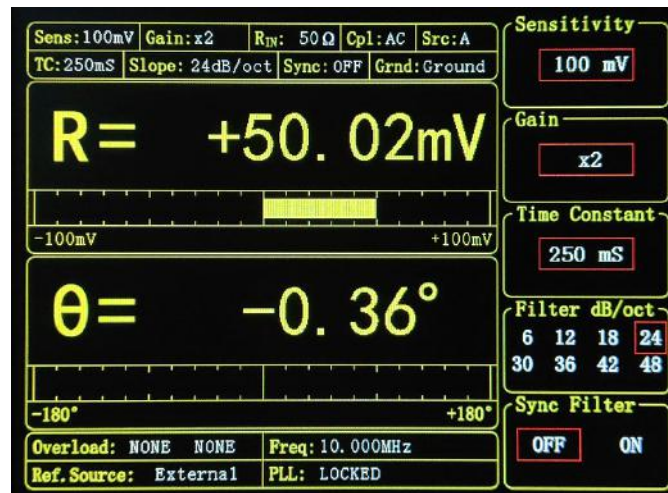 Sens:100mV Gain:x2 RIN: 50Ω Cpl:AC Src:A
TC:250mS Slope: 24dB/oct Sync:OFF Grnd:Ground
R= +50.02mV
-100mV +100mV
θ= -0.36°
-180° +180°
Overload: NONE NONE Freq:10.000MHz
Ref.Source: External PLL: LOCKED
Sensitivity
100 mV
Gain
x2
Time Constant
250 mS
Filter dB/oct
6 12 18 24
30 36 42 48
Sync Filter
OFF ON